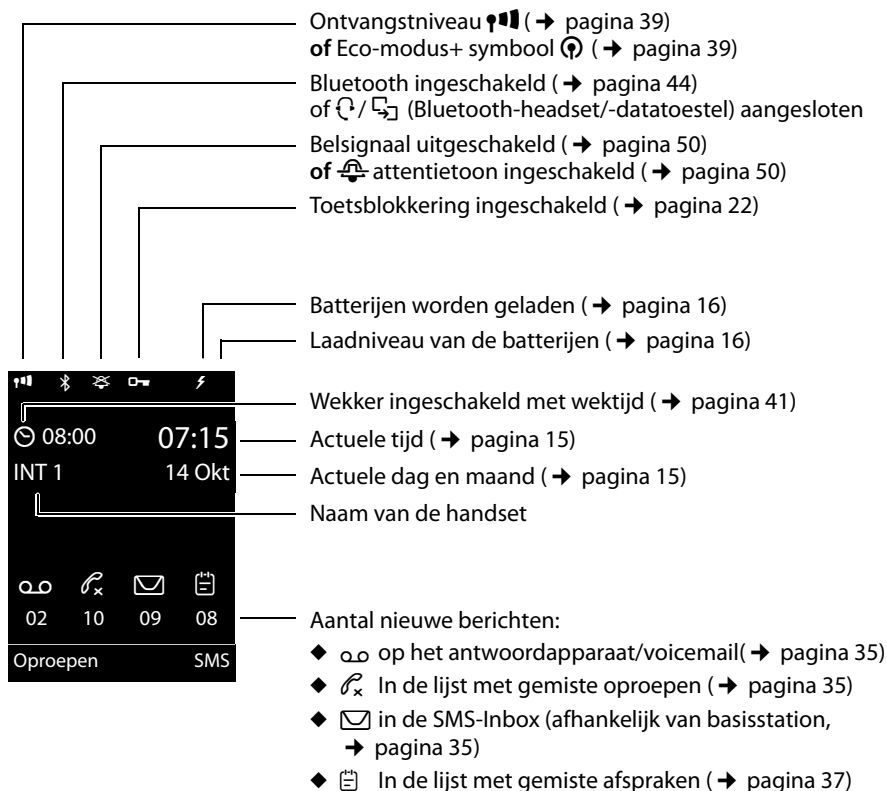 Ontvangstniveau ( ➔ pagina 39)
of Eco-modus+ symbool ( ➔ pagina 39)
Bluetooth ingeschakeld ( ➔ pagina 44)
of / (Bluetooth-headset/-datatoestel) aangesloten
Belsignaal uitgeschakeld ( ➔ pagina 50)
of attentietoon ingeschakeld ( ➔ pagina 50)
Toetsblokkering ingeschakeld ( ➔ pagina 22)
Batterijen worden geladen ( ➔ pagina 16)
Laadniveau van de batterijen ( ➔ pagina 16)
Wekker ingeschakeld met wektijd ( ➔ pagina 41)
08:00 07:15
Actuele tijd ( ➔ pagina 15)
INT 1 14 Okt
Actuele dag en maand ( ➔ pagina 15)
Naam van de handset
02 10 09 08
Aantal nieuwe berichten:
Oproepen SMS
◆ op het antwoordapparaat/voicemail( ➔ pagina 35)
◆ In de lijst met gemiste oproepen ( ➔ pagina 35)
◆ in de SMS-Inbox (afhankelijk van basisstation,
➔ pagina 35)
◆ In de lijst met gemiste afspraken ( ➔ pagina 37)